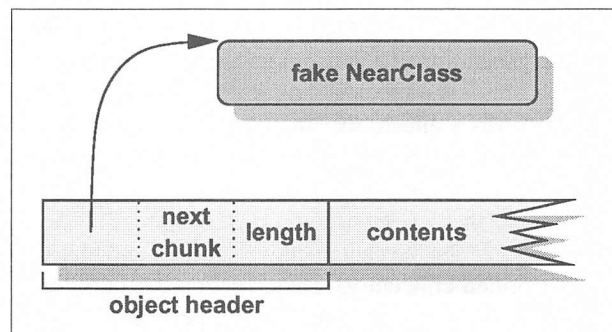 fake NearClass
next
chunk
length
contents
object header